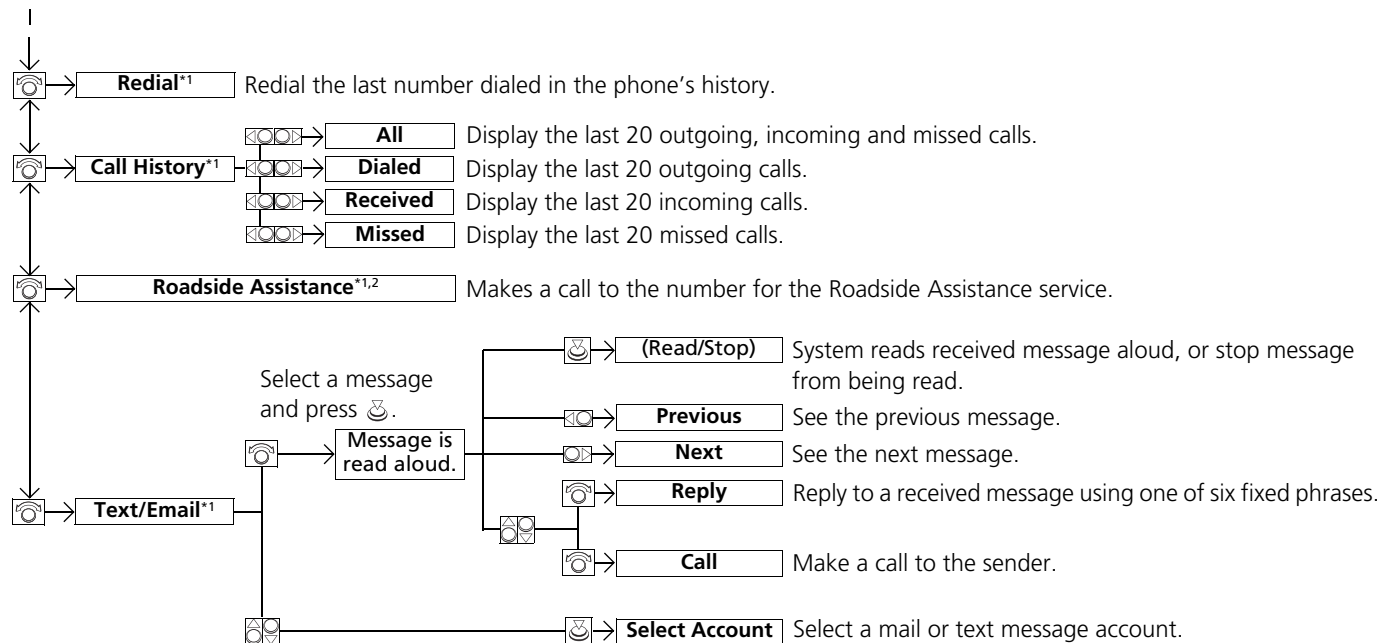 Redial*1 Redial the last number dialed in the phone's history.
All Display the last 20 outgoing, incoming and missed calls.
Call History*1 Dialed Display the last 20 outgoing calls.
Received Display the last 20 incoming calls.
Missed Display the last 20 missed calls.
Roadside Assistance*1,2 Makes a call to the number for the Roadside Assistance service.
(Read/Stop) System reads received message aloud, or stop message
from being read.
Select a message
and press .
Previous See the previous message.
Message is
read aloud.
Next See the next message.
Reply Reply to a received message using one of six fixed phrases.
Text/Email*1
Call Make a call to the sender.
Select Account Select a mail or text message account.